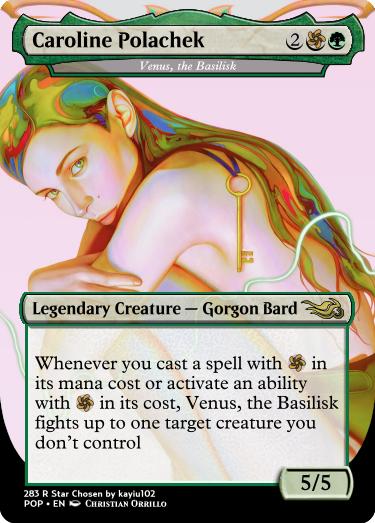 Caroline Polachek 2
Venus, the Basilisk
Legendary Creature — Gorgon Bard
Whenever you cast a spell with in
its mana cost or activate an ability
with in its cost, Venus, the Basilisk
fights up to one target creature you
don't control
5/5
283 R Star Chosen by kayiu102
POP • EN Christian Orrillo